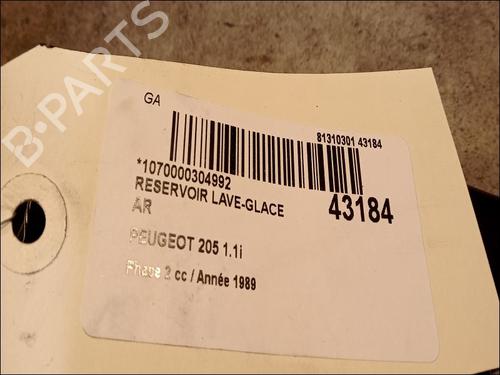 B-PARTS
GA
81310301 43184
*1070000304992
RESERVOIR LAVE-GLACE
AR
43184
PEUGEOT 205 1.1i
Phase 2 cc / Année 1989